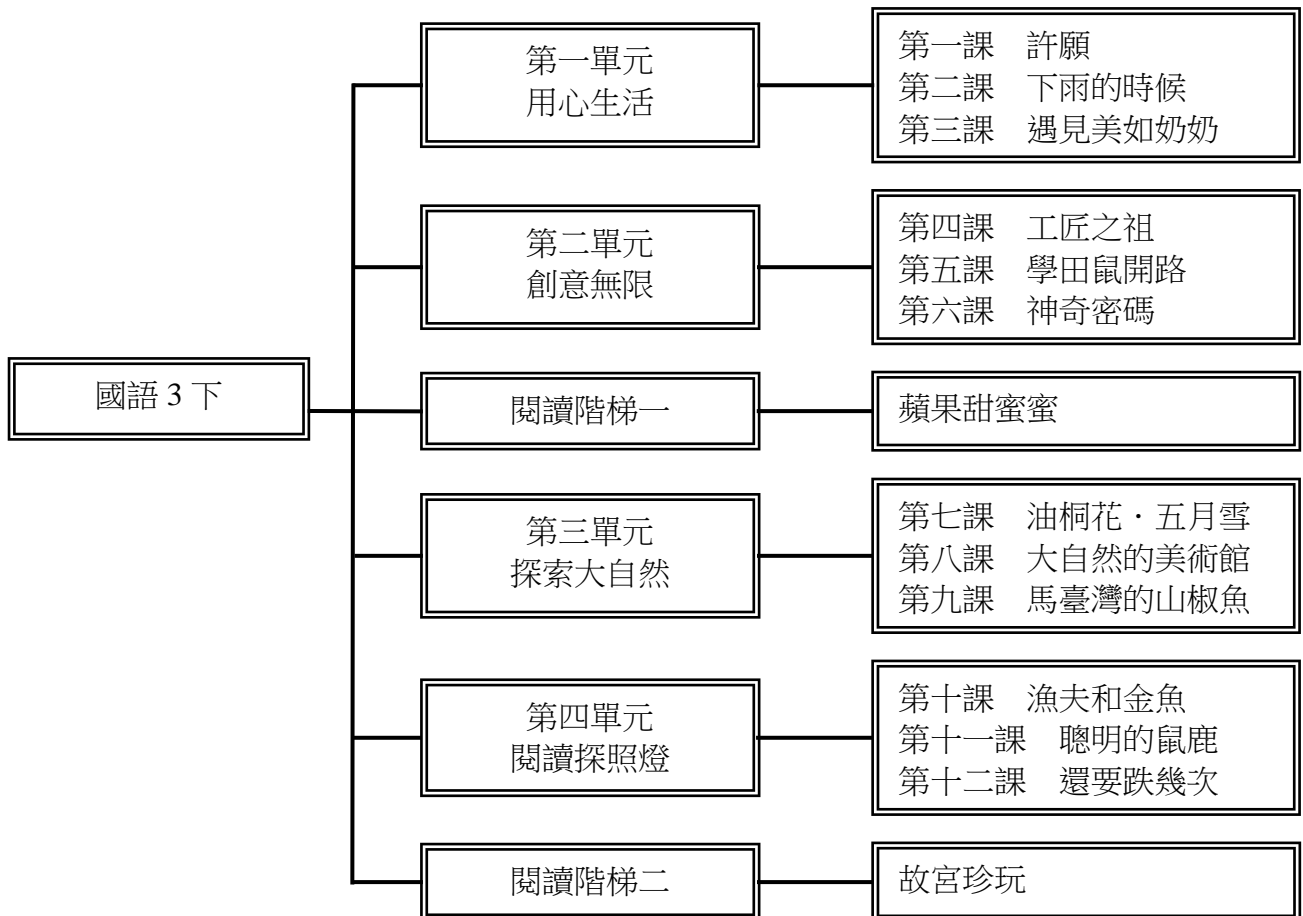 國語 3 下
第一單元
用心生活
第一課 許願
第二課 下雨的時候
第三課 遇見美如奶奶
第二單元
創意無限
第四課 工匠之祖
第五課 學田鼠開路
第六課 神奇密碼
閱讀階梯一
蘋果甜蜜蜜
第三單元
探索大自然
第七課 油桐花．五月雪
第八課 大自然的美術館
第九課 馬臺灣的山椒魚
第四單元
閱讀探照燈
第十課 漁夫和金魚
第十一課 聰明的鼠鹿
第十二課 還要跌幾次
閱讀階梯二
故宮珍玩